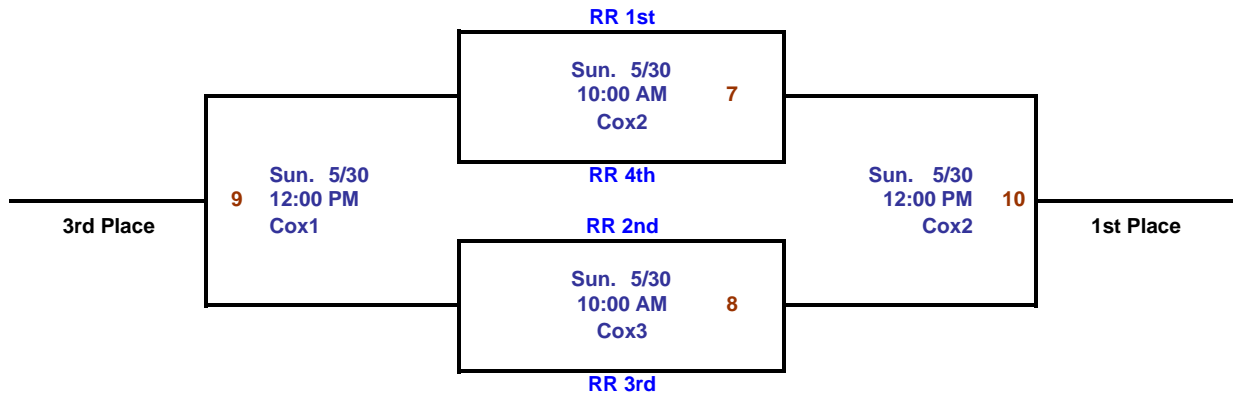 RR 1st
Sun. 5/30
10:00 AM 7
Cox2
RR 4th
Sun. 5/30
9 12:00 PM
Cox1
3rd Place
Sun. 5/30
12:00 PM 10
Cox2
1st Place
RR 2nd
Sun. 5/30
10:00 AM 8
Cox3
RR 3rd